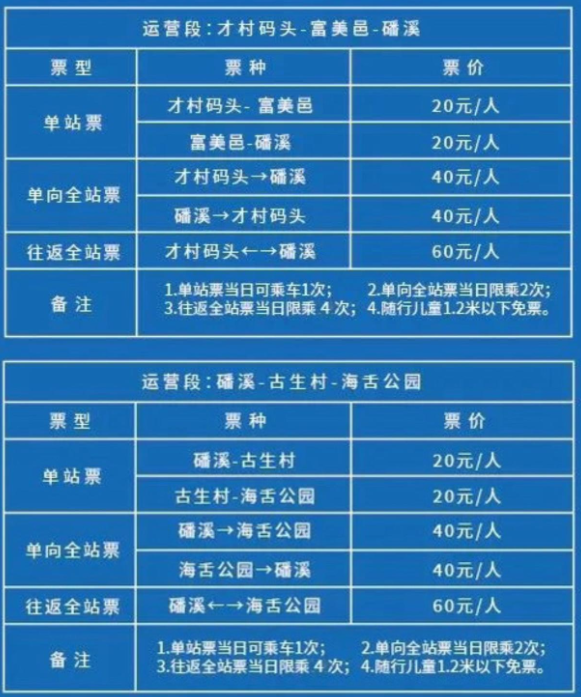 运营段:才村码头-富美邑-磻溪
票型 票种 票价
单站票 才村码头- 富美邑 20元/人
富美邑-磻溪 20元/人
单向全站票 才村码头→磻溪 40元/人
磻溪→才村码头 40元/人
往返全站票 才村码头←→磻溪 60元/人
备注 1.单站票当日可乘车1次; 2.单向全站票当日限乘2次;
3.往返全站票当日限乘 4 次; 4.随行儿童1.2米以下免票。
运营段:磻溪-古生村-海舌公园
票型 票种 票价
单站票 磻溪-古生村 20元/人
古生村-海舌公园 20元/人
单向全站票 磻溪→海舌公园 40元/人
海舌公园→磻溪 40元/人
往返全站票 磻溪←→海舌公园 60元/人
备注 1.单站票当日可乘车1次; 2.单向全站票当日限乘2次;
3.往返全站票当日限乘 4 次; 4.随行儿童1.2米以下免票。